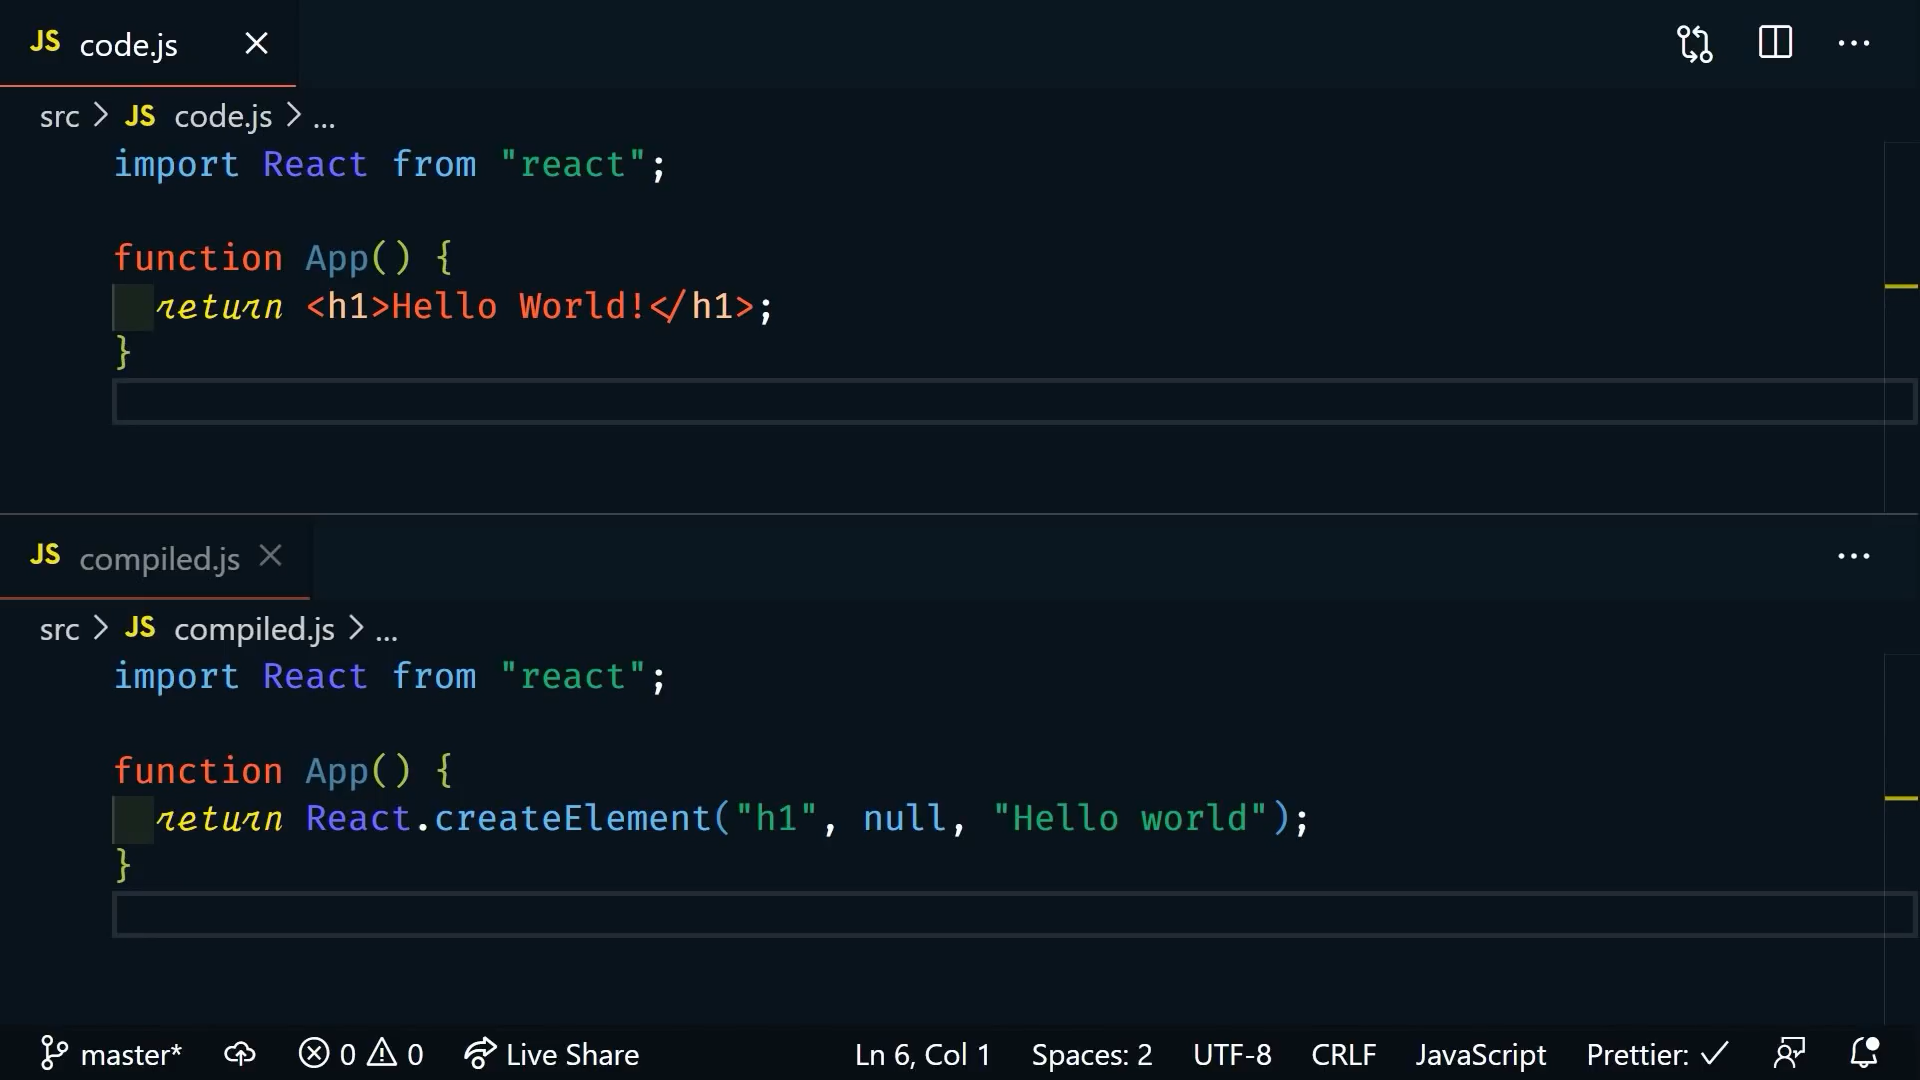 JS code.js
src > JS code.js > ...
import React from "react";
function App() {
return <h1>Hello World!</h1>;
}
JS compiled.js
src > JS compiled.js > ...
import React from "react";
function App() {
return React.createElement("h1", null, "Hello world");
}
master* 0 0 Live Share Ln 6, Col 1 Spaces: 2 UTF-8 CRLF JavaScript Prettier: ✓